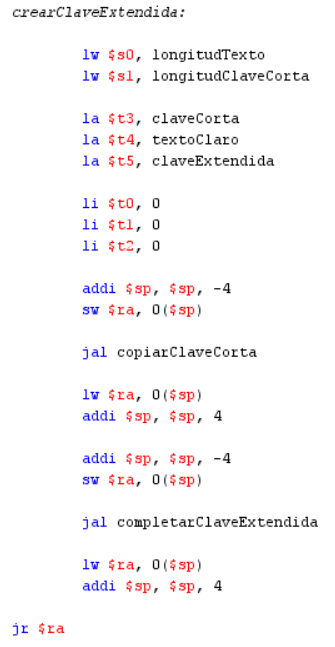 crearClaveExtendida:
lw $s0, longitudTexto
lw $s1, longitudClaveCorta
la $t3, claveCorta
la $t4, textoClaro
la $t5, claveExtendida
li $t0, 0
li $t1, 0
li $t2, 0
addi $sp, $sp, -4
sw $ra, 0($sp)
jal copiarClaveCorta
lw $ra, 0($sp)
addi $sp, $sp, 4
addi $sp, $sp, -4
sw $ra, 0($sp)
jal completarClaveExtendida
lw $ra, 0($sp)
addi $sp, $sp, 4
jr $ra